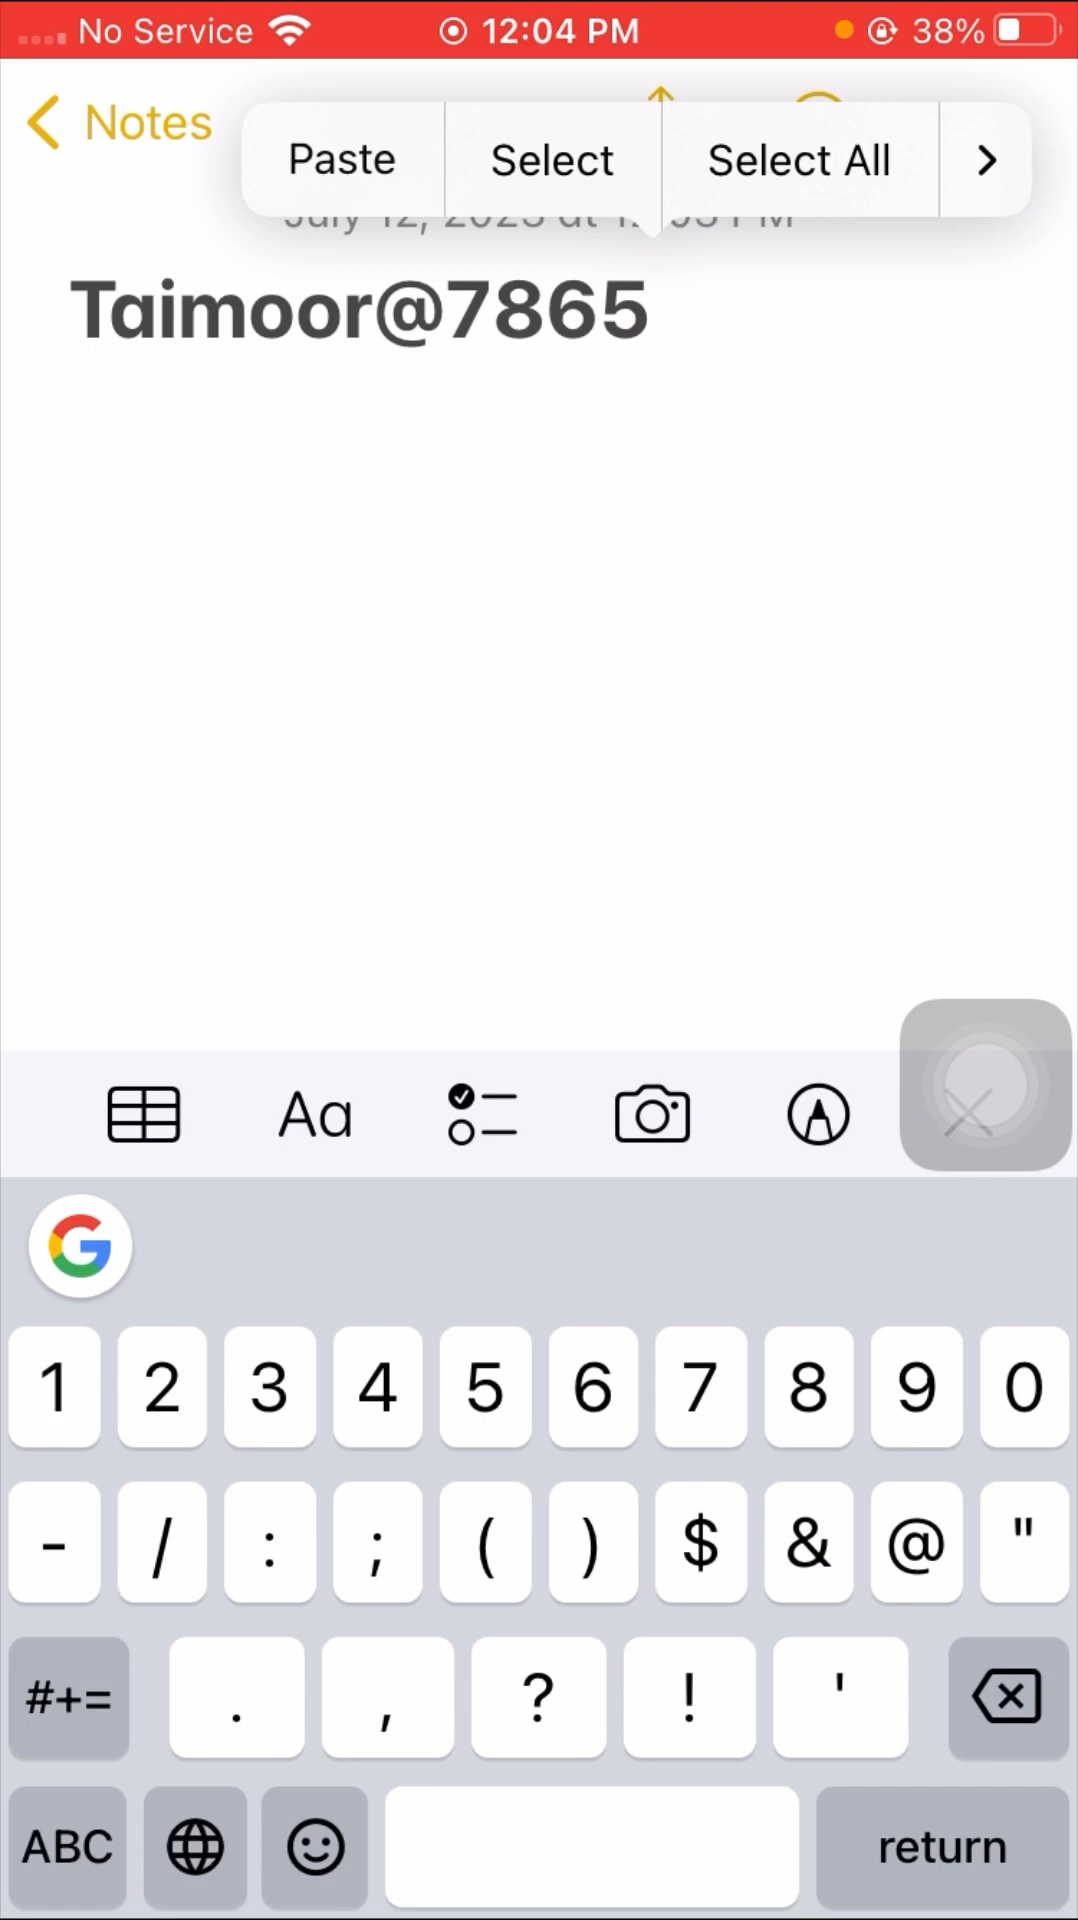 No Service 12:04 PM 38%
Notes
Paste Select Select All
Taimoor@7865
Aa
G
1 2 3 4 5 6 7 8 9 0
- / : ; ( ) $ & @ "
#+= . , ? ! '
ABC return